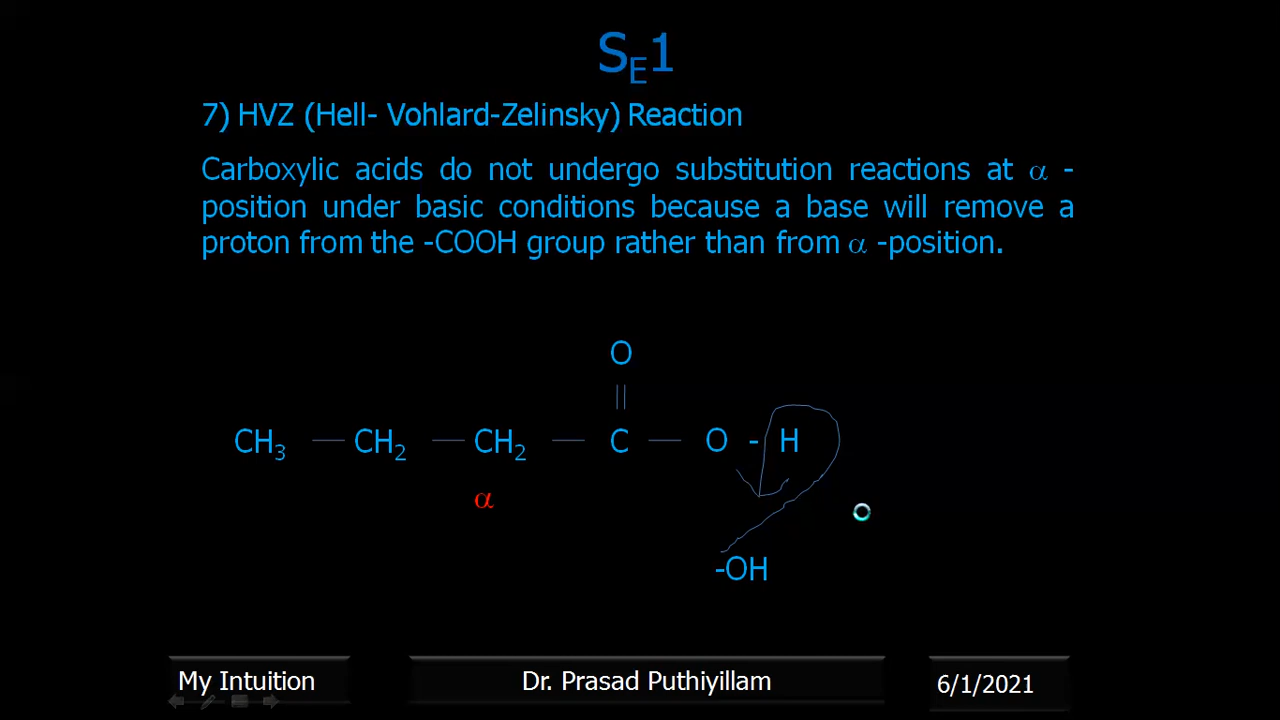 S_E1
7) HVZ (Hell- Vohlard-Zelinsky) Reaction
Carboxylic acids do not undergo substitution reactions at α -
position under basic conditions because a base will remove a
proton from the -COOH group rather than from α -position.
O
CH₃ — CH₂ — CH₂ — C — O - H
α
-OH
My Intuition
Dr. Prasad Puthiyillam
6/1/2021